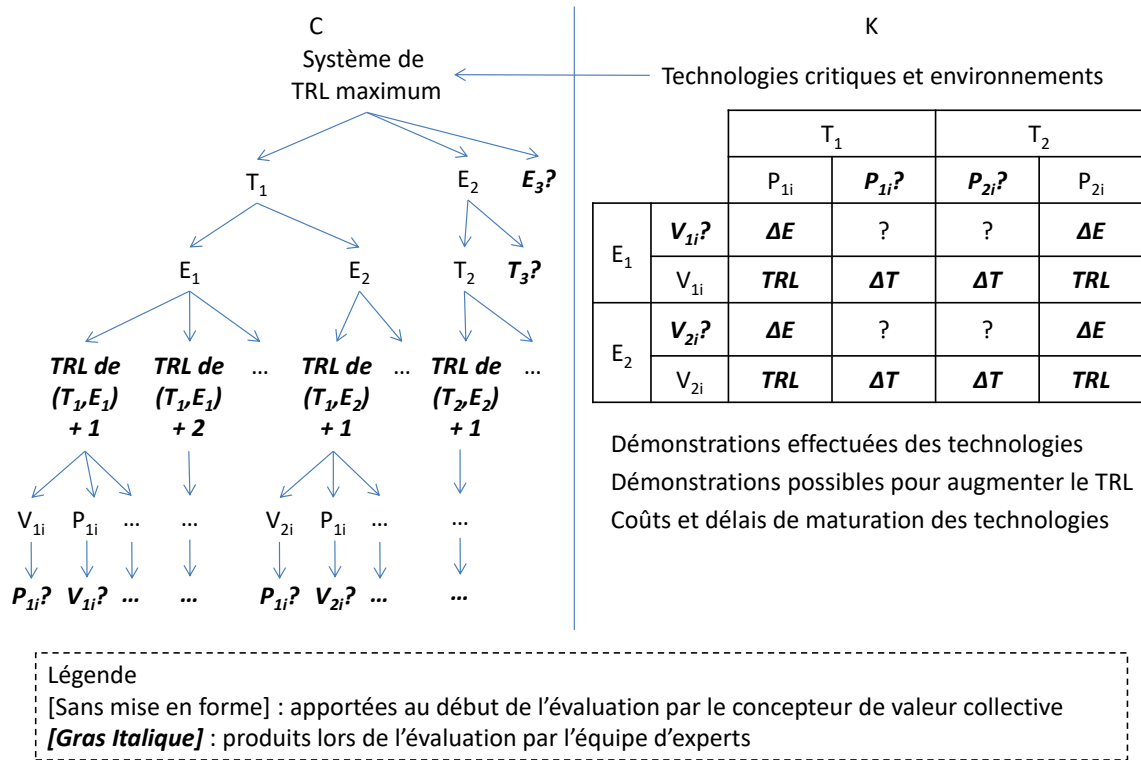 C
Système de
TRL maximum
T1 E2 E3?
E1 E2 T2 T3?
TRL de TRL de ... TRL de ... TRL de ...
(T1,E1) (T1,E1) (T1,E2) (T2,E2)
+ 1 + 2 + 1 + 1
V1i P1i ... ... V2i P1i ... ...
P1i? V1i? ... ... P1i? V2i? ... ...
K
Technologies critiques et environnements
T1 T2
P1i P1i? P2i? P2i
E1
V1i? ΔE ? ? ΔE
V1i TRL ΔT ΔT TRL
E2
V2i? ΔE ? ? ΔE
V2i TRL ΔT ΔT TRL
Démonstrations effectuées des technologies
Démonstrations possibles pour augmenter le TRL
Coûts et délais de maturation des technologies
Légende
[Sans mise en forme] : apportées au début de l’évaluation par le concepteur de valeur collective
[Gras Italique] : produits lors de l’évaluation par l’équipe d’experts